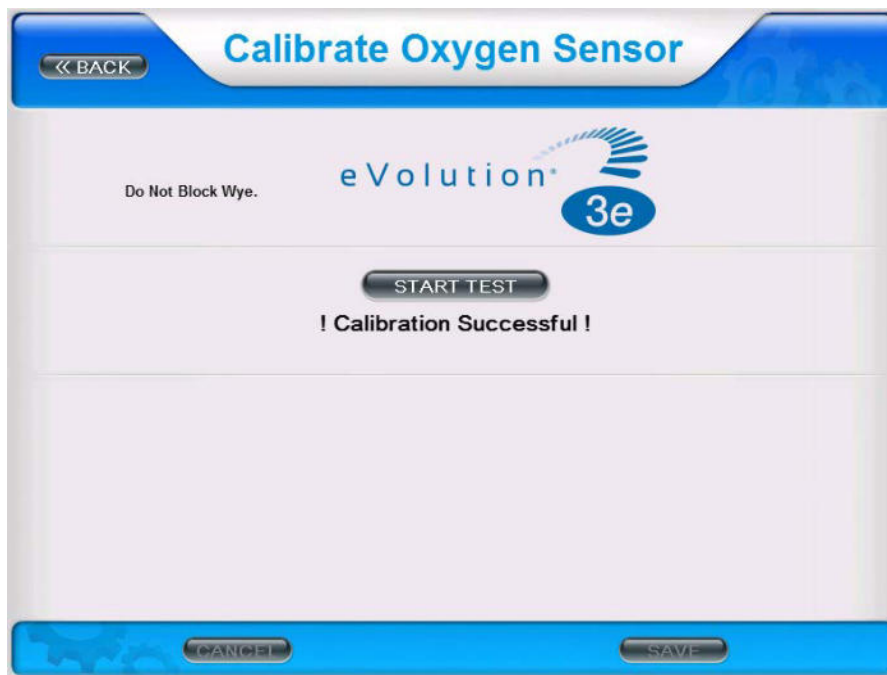 « BACK
Calibrate Oxygen Sensor
Do Not Block Wye.
eVolution®
3e
START TEST
! Calibration Successful !
CANCEL
SAVE